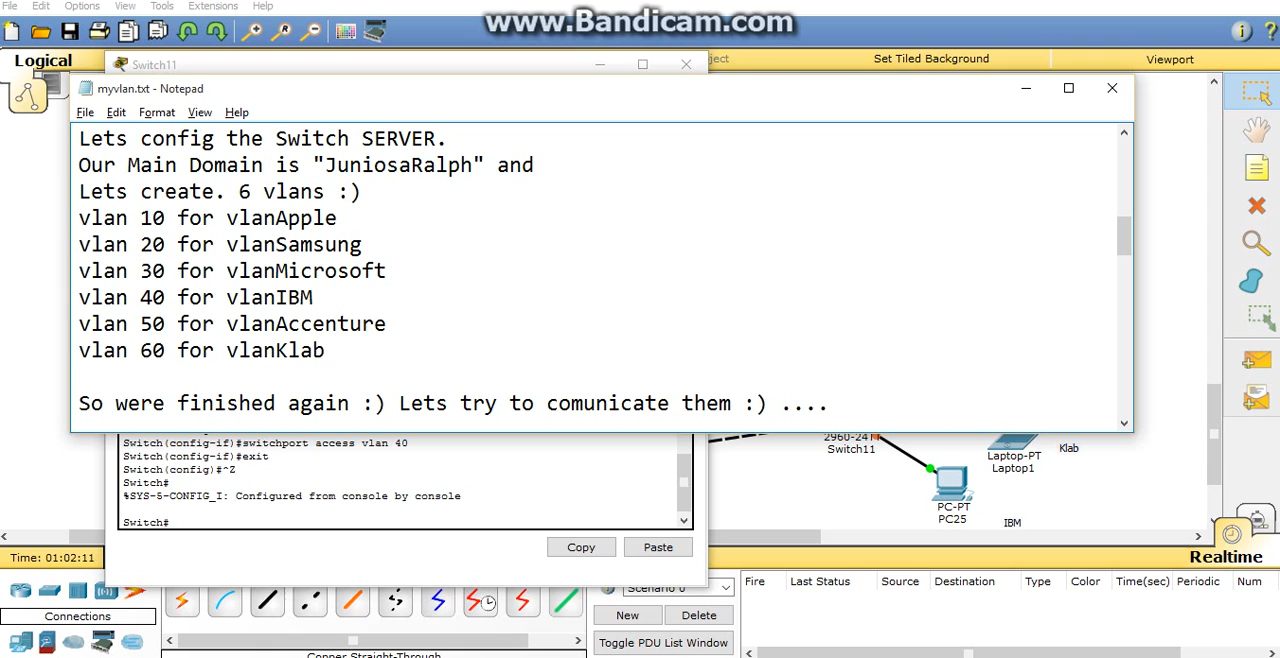 File Edit Options View Tools Extensions Help
www.Bandicam.com
Logical
Switch11
ject
Set Tiled Background
Viewport
myvlan.txt - Notepad
File Edit Format View Help
Lets config the Switch SERVER.
Our Main Domain is "JuniosaRalph" and
Lets create. 6 vlans :)
vlan 10 for vlanApple
vlan 20 for vlanSamsung
vlan 30 for vlanMicrosoft
vlan 40 for vlanIBM
vlan 50 for vlanAccenture
vlan 60 for vlanKlab
So were finished again :) Lets try to comunicate them :) ....
Switch(config-if)#switchport access vlan 40
Switch(config-if)#exit
Switch(config)#^Z
Switch#
%SYS-5-CONFIG_I: Configured from console by console
Switch#
Copy Paste
2960-24T
Switch11
Laptop-PT
Laptop1
Klab
PC-PT
PC25
IBM
Time: 01:02:11
Realtime
Connections
Copper Straight-Through
Scenario 0
New Delete
Toggle PDU List Window
Fire Last Status Source Destination Type Color Time(sec) Periodic Num